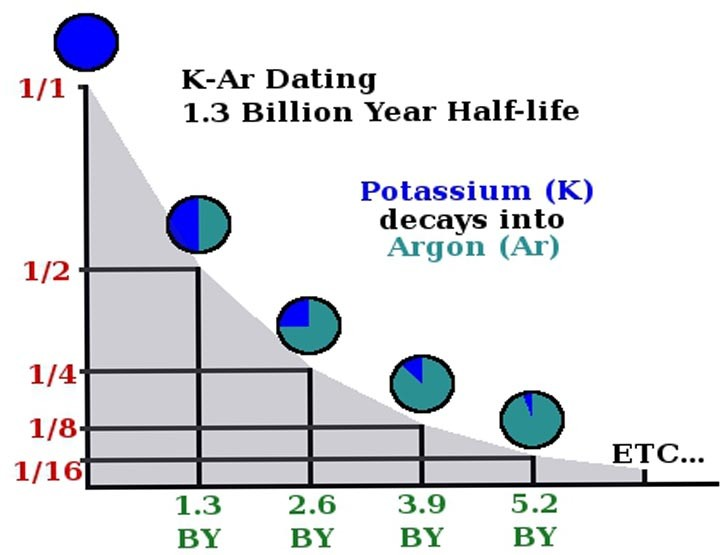 K-Ar Dating
1.3 Billion Year Half-life
Potassium (K)
decays into
Argon (Ar)
1/1
1/2
1/4
1/8
1/16
ETC...
1.3 2.6 3.9 5.2
BY BY BY BY